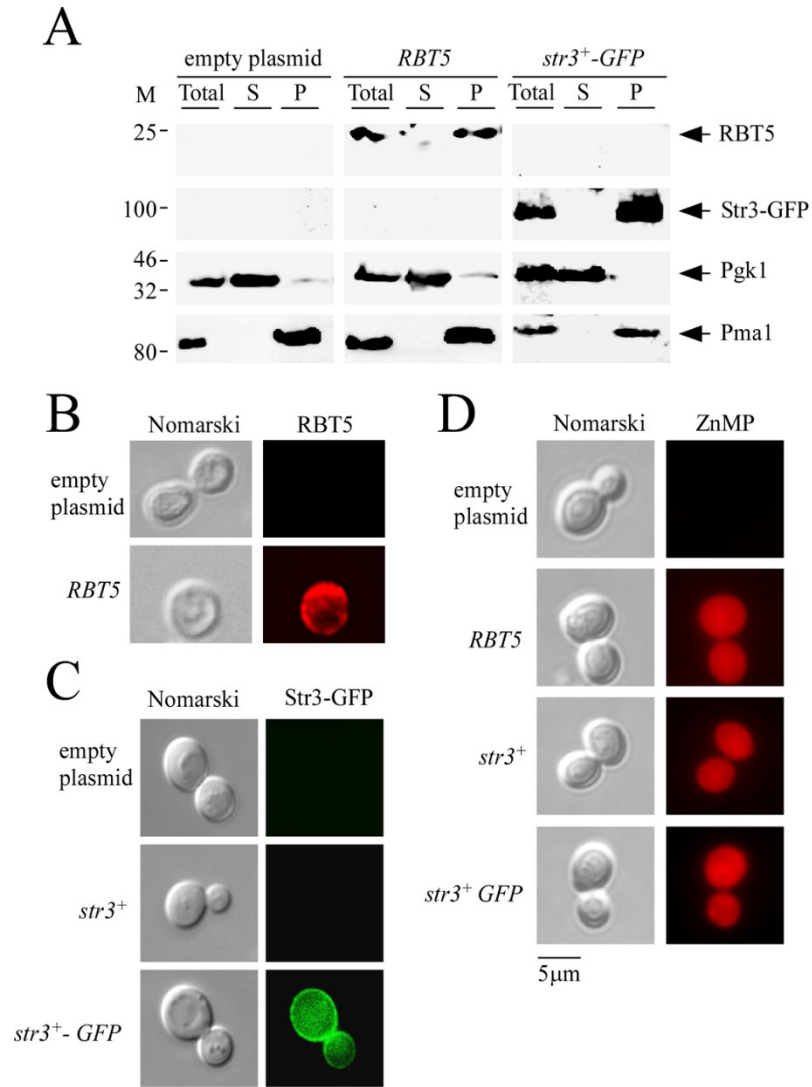 A
empty plasmid RBT5 str3+-GFP
M Total S P Total S P Total S P
25 RBT5
100 Str3-GFP
46
32 Pgk1
80 Pma1
B
Nomarski RBT5
empty
plasmid
RBT5
C
Nomarski Str3-GFP
empty
plasmid
str3+
str3+- GFP
D
Nomarski ZnMP
empty
plasmid
RBT5
str3+
str3+ GFP
5μm